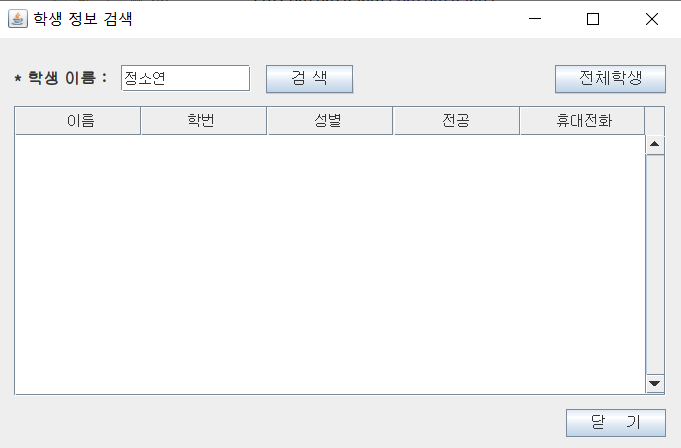 학생 정보 검색
* 학생 이름 : 정소연 검 색 전체학생
이름 학번 성별 전공 휴대전화
닫 기